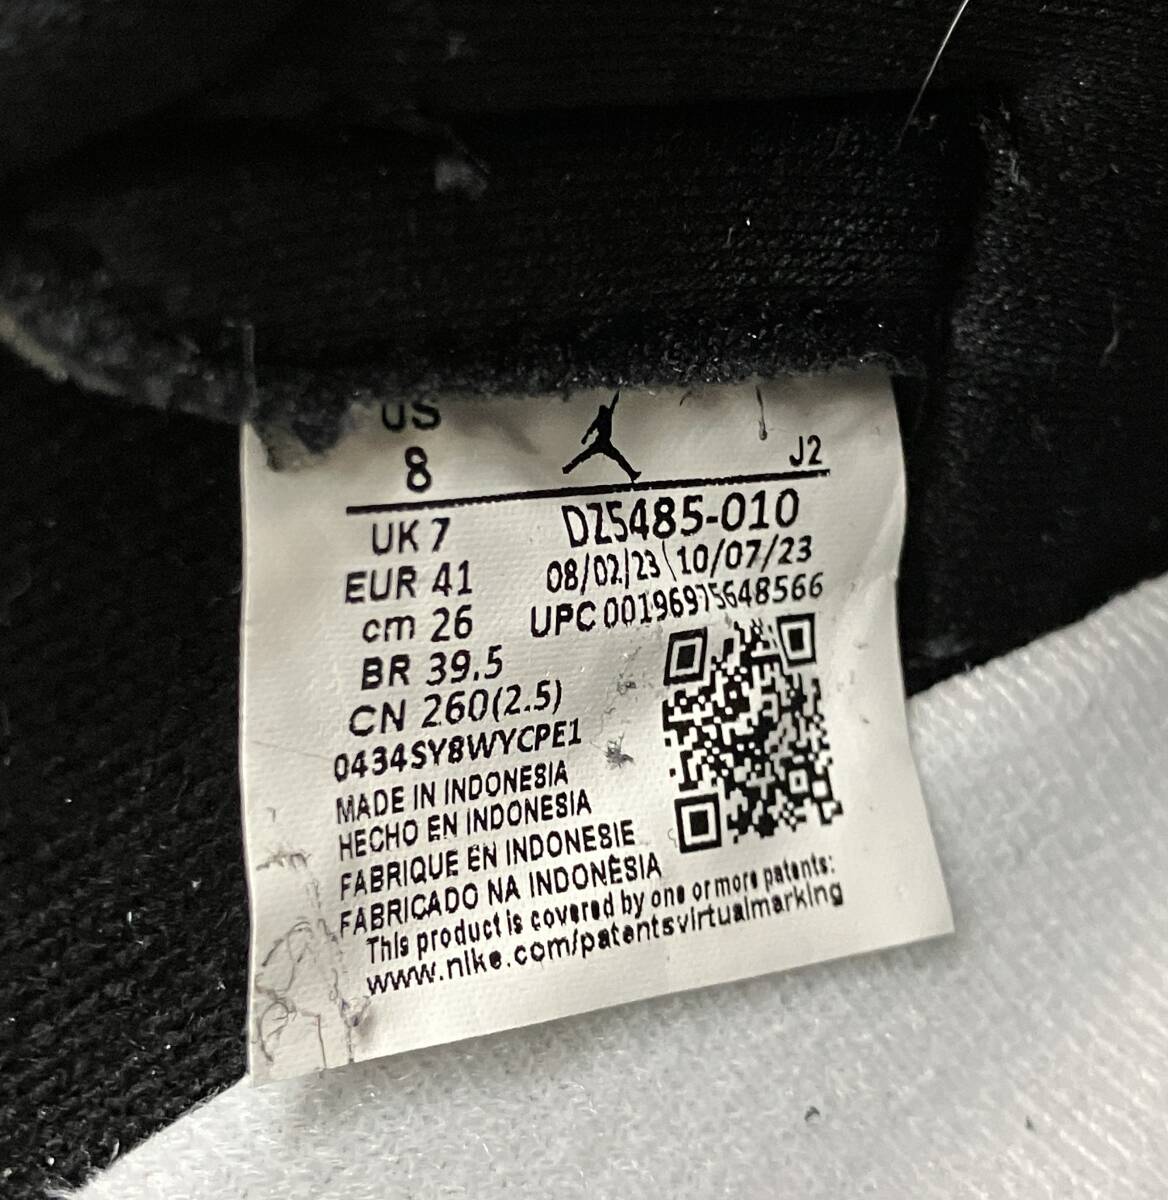 US
8
J2
UK 7
DZ5485-010
EUR 41
08/02/23\10/07/23
cm 26
UPC 00196975648566
BR 39.5
CN 260(2.5)
0434SY8WYCPE1
MADE IN INDONESIA
HECHO EN INDONESIA
FABRIQUE EN INDONESIE
FABRICADO NA INDONÉSIA
This product is covered by one or more patents:
www.nike.com/patentsvirtualmarking